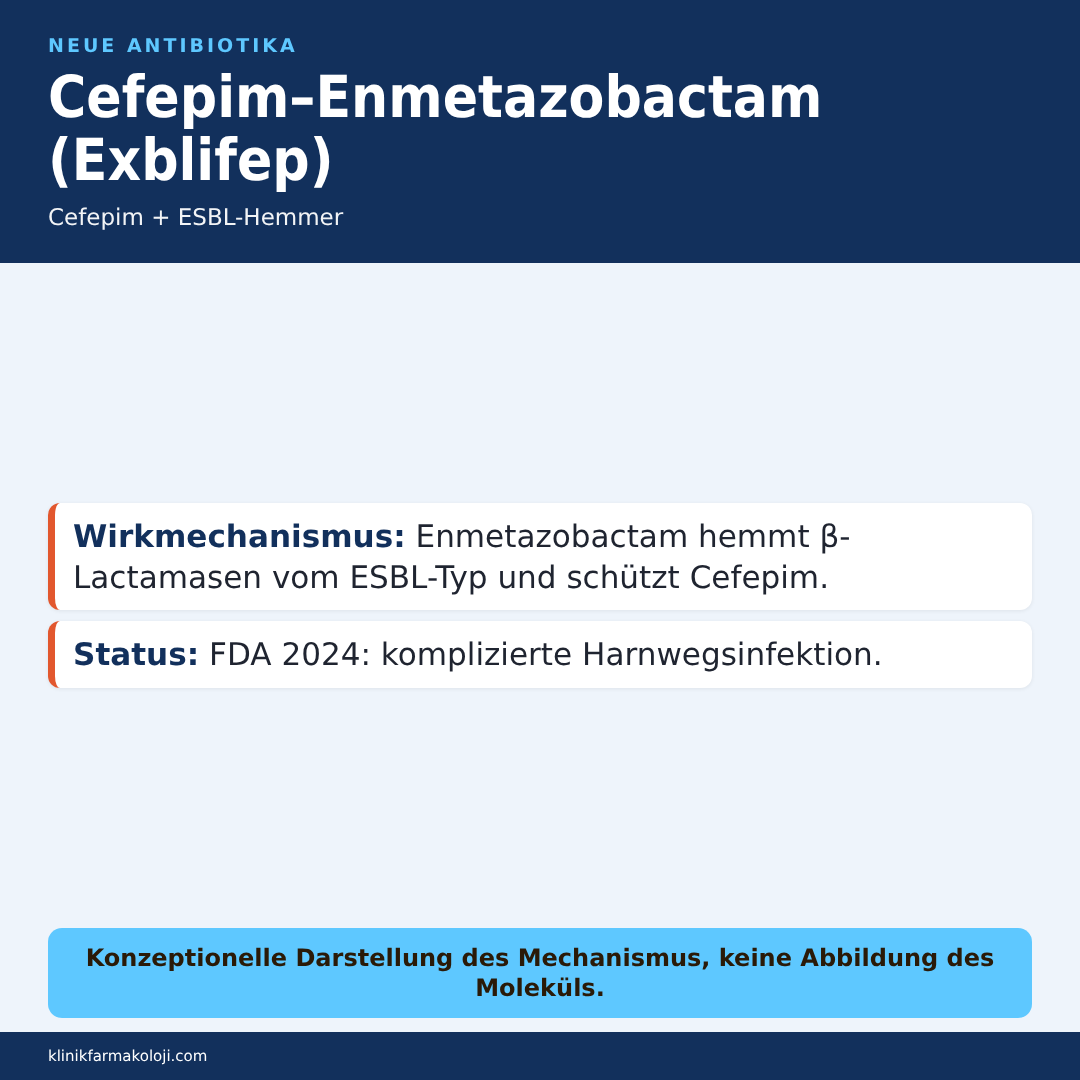 NEUE ANTIBIOTIKA
Cefepim–Enmetazobactam
(Exblifep)
Cefepim + ESBL-Hemmer
Wirkmechanismus: Enmetazobactam hemmt β-
Lactamasen vom ESBL-Typ und schützt Cefepim.
Status: FDA 2024: komplizierte Harnwegsinfektion.
Konzeptionelle Darstellung des Mechanismus, keine Abbildung des
Moleküls.
klinikfarmakoloji.com